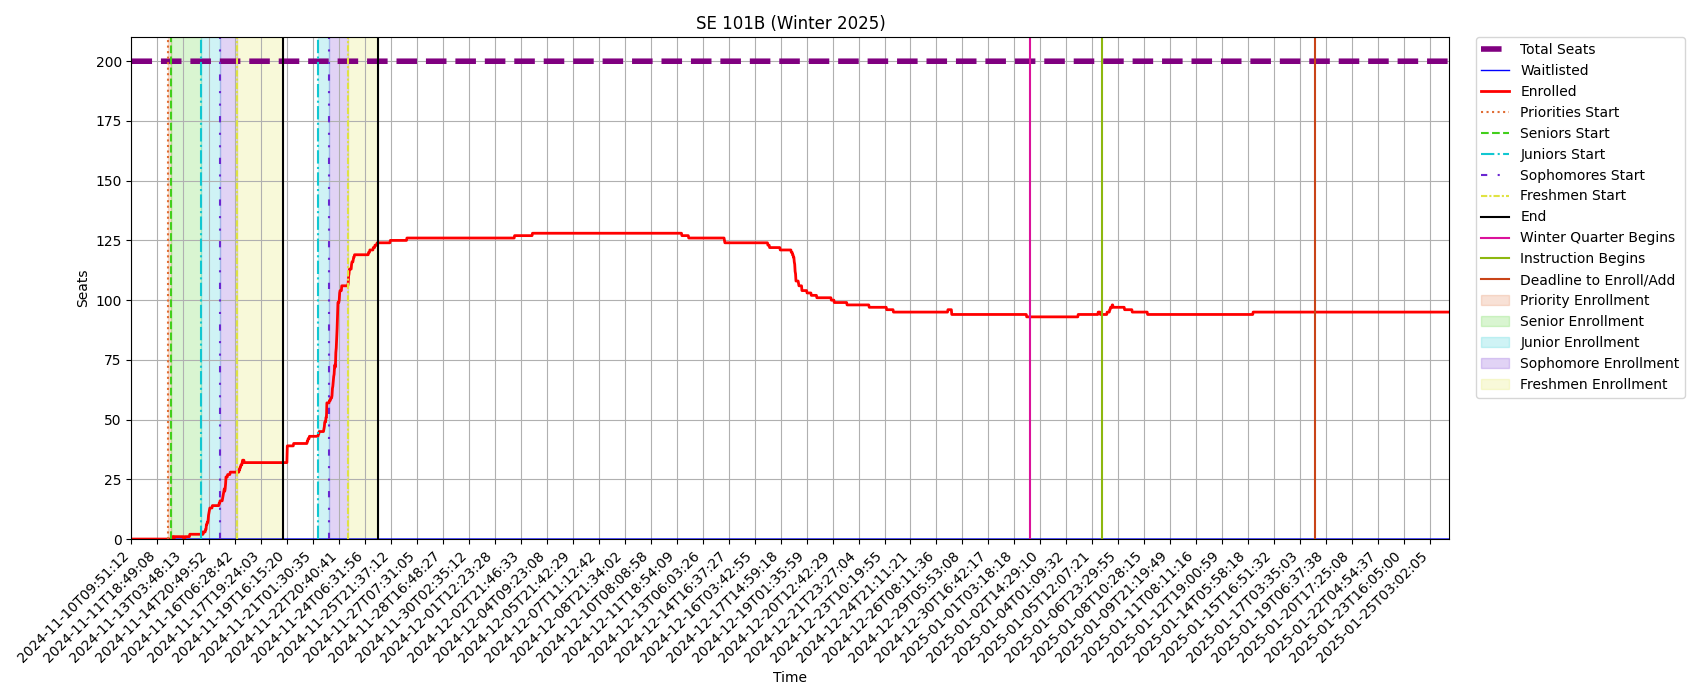 SE 101B (Winter 2025)
Seats
200
175
150
125
100
75
50
25
0
2024-11-10T09:51:12
2024-11-11T18:49:08
2024-11-13T03:48:13
2024-11-14T20:49:52
2024-11-16T06:28:42
2024-11-17T19:24:03
2024-11-19T16:15:20
2024-11-21T01:30:35
2024-11-22T20:40:41
2024-11-24T06:31:56
2024-11-25T21:37:12
2024-11-27T07:31:05
2024-11-28T16:48:27
2024-11-30T02:35:12
2024-12-01T12:23:28
2024-12-02T21:46:33
2024-12-04T09:23:08
2024-12-05T21:42:29
2024-12-07T11:12:42
2024-12-08T21:34:02
2024-12-10T08:08:58
2024-12-11T18:54:09
2024-12-13T06:03:26
2024-12-14T16:37:27
2024-12-16T03:42:55
2024-12-17T14:59:18
2024-12-19T01:35:59
2024-12-20T12:42:29
2024-12-21T23:27:04
2024-12-23T10:19:55
2024-12-24T21:11:21
2024-12-26T08:11:36
2024-12-29T05:53:08
2024-12-30T16:42:17
2025-01-01T03:18:18
2025-01-02T14:29:10
2025-01-04T01:09:32
2025-01-05T12:07:21
2025-01-06T23:29:55
2025-01-08T10:28:15
2025-01-09T21:19:49
2025-01-11T08:11:16
2025-01-12T19:00:59
2025-01-14T05:58:18
2025-01-15T16:51:32
2025-01-17T03:35:03
2025-01-19T06:37:38
2025-01-20T17:25:08
2025-01-22T04:54:37
2025-01-23T16:05:00
2025-01-25T03:02:05
Time
Total Seats
Waitlisted
Enrolled
Priorities Start
Seniors Start
Juniors Start
Sophomores Start
Freshmen Start
End
Winter Quarter Begins
Instruction Begins
Deadline to Enroll/Add
Priority Enrollment
Senior Enrollment
Junior Enrollment
Sophomore Enrollment
Freshmen Enrollment